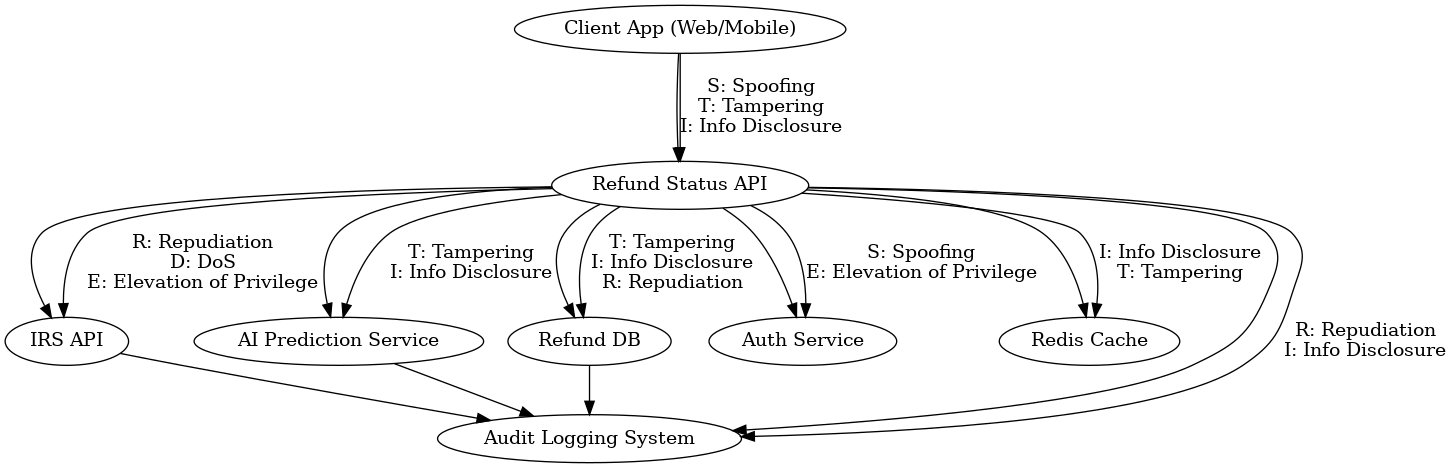 Client App (Web/Mobile)
S: Spoofing
T: Tampering
I: Info Disclosure
Refund Status API
R: Repudiation
D: DoS
E: Elevation of Privilege
T: Tampering
I: Info Disclosure
T: Tampering
I: Info Disclosure
R: Repudiation
S: Spoofing
E: Elevation of Privilege
I: Info Disclosure
T: Tampering
R: Repudiation
I: Info Disclosure
IRS API
AI Prediction Service
Refund DB
Auth Service
Redis Cache
Audit Logging System